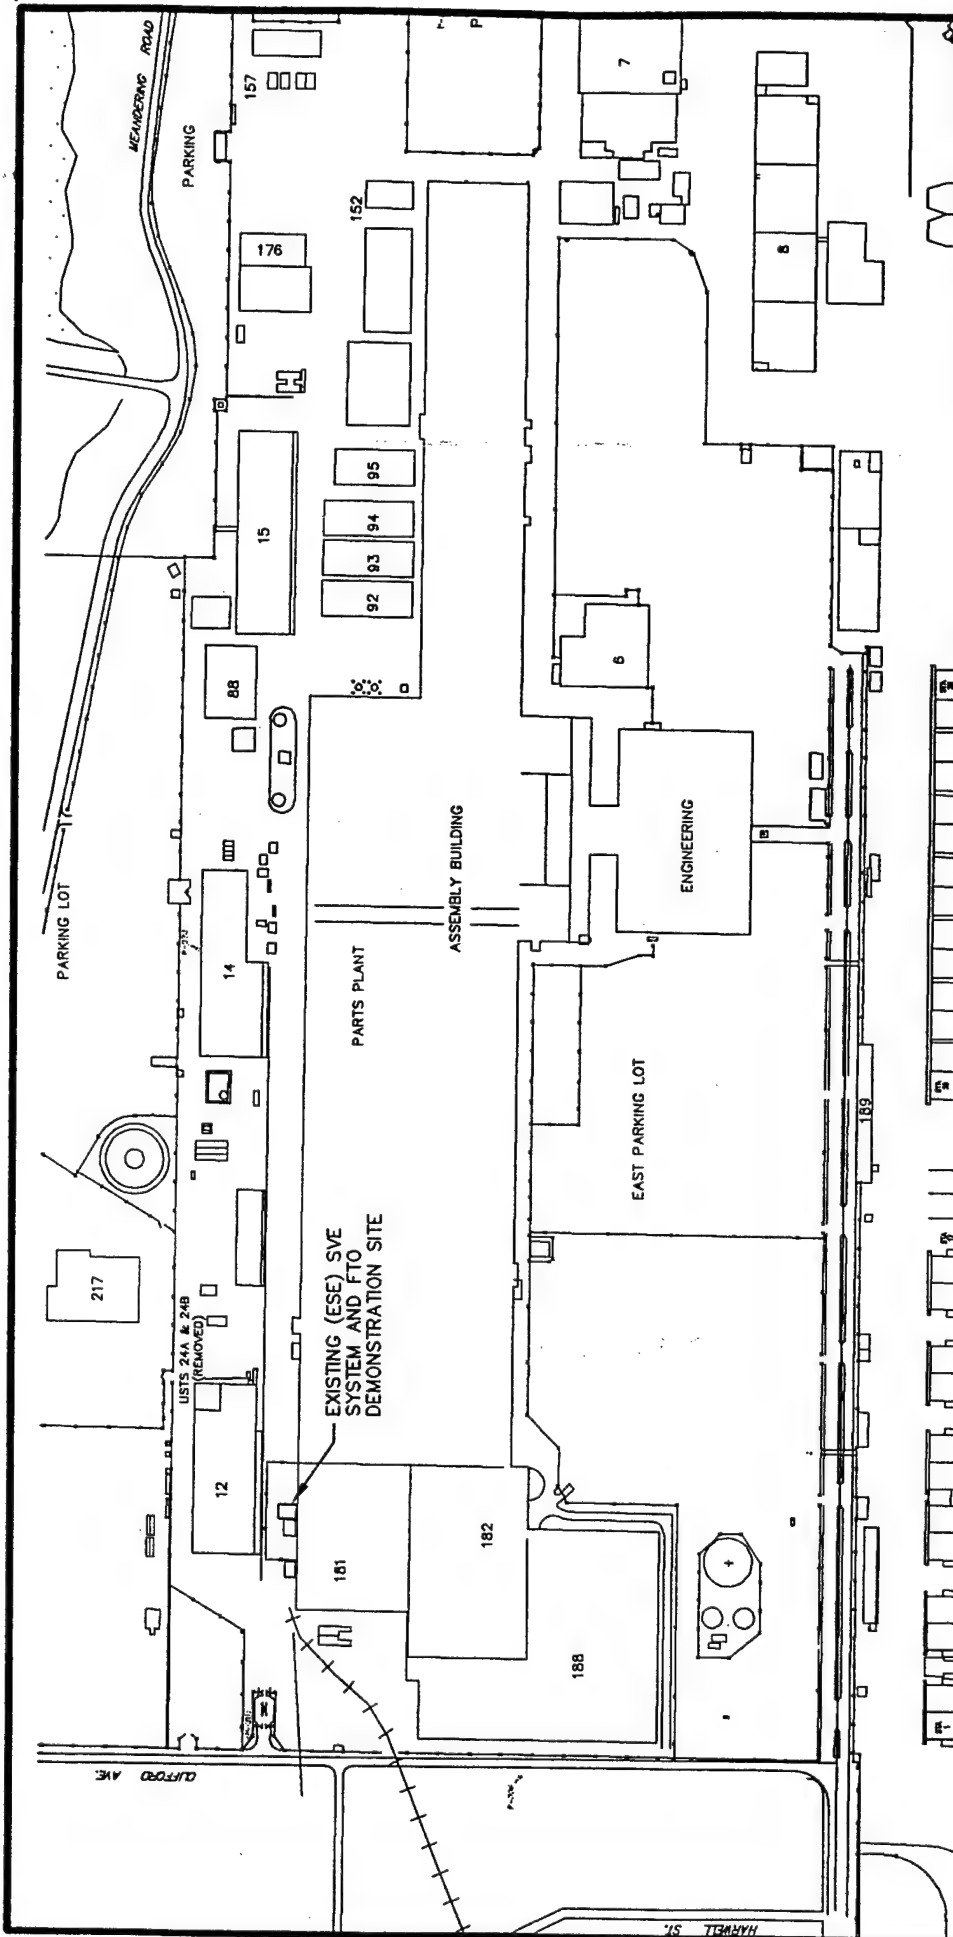 MEANDERING ROAD
PARKING
157
7
P
152
176
8
95
94
93
92
15
6
88
17
PARKING LOT
ASSEMBLY BUILDING
ENGINEERING
14
PARTS PLANT
EAST PARKING LOT
189
217
USTS 24A & 24B
(REMOVED)
EXISTING (ESE) SVE
SYSTEM AND FTO
DEMONSTRATION SITE
12
181
182
188
CLIFFORD AVE.
HARWELL ST.